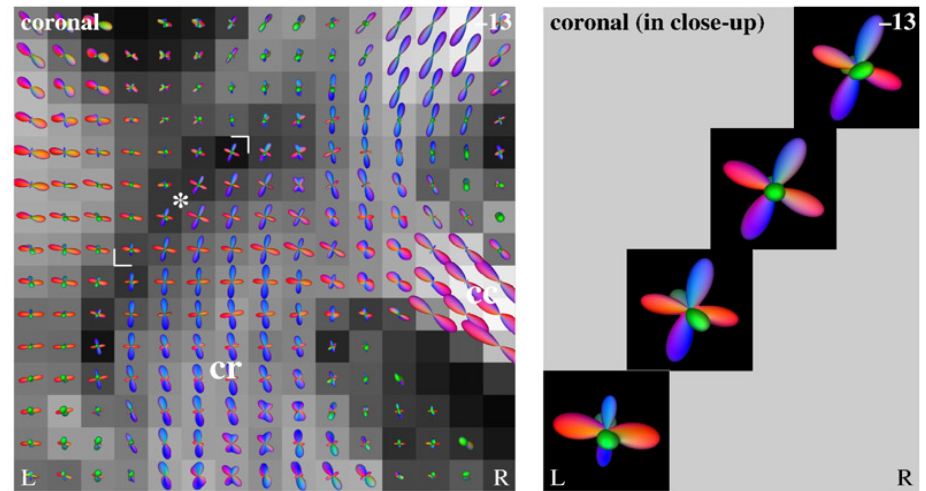 coronal
–13
*
cc
cr
L
R
coronal (in close-up)
–13
L
R